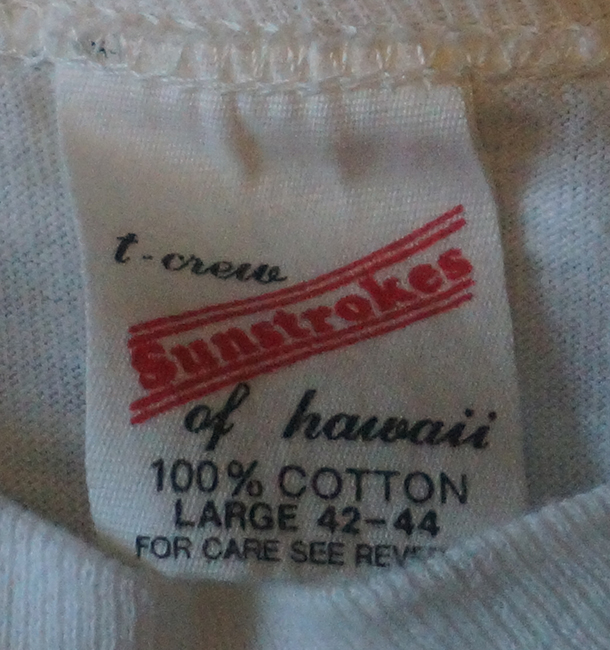 t-crew
Sunstrokes
of hawaii
100% COTTON
LARGE 42-44
FOR CARE SEE